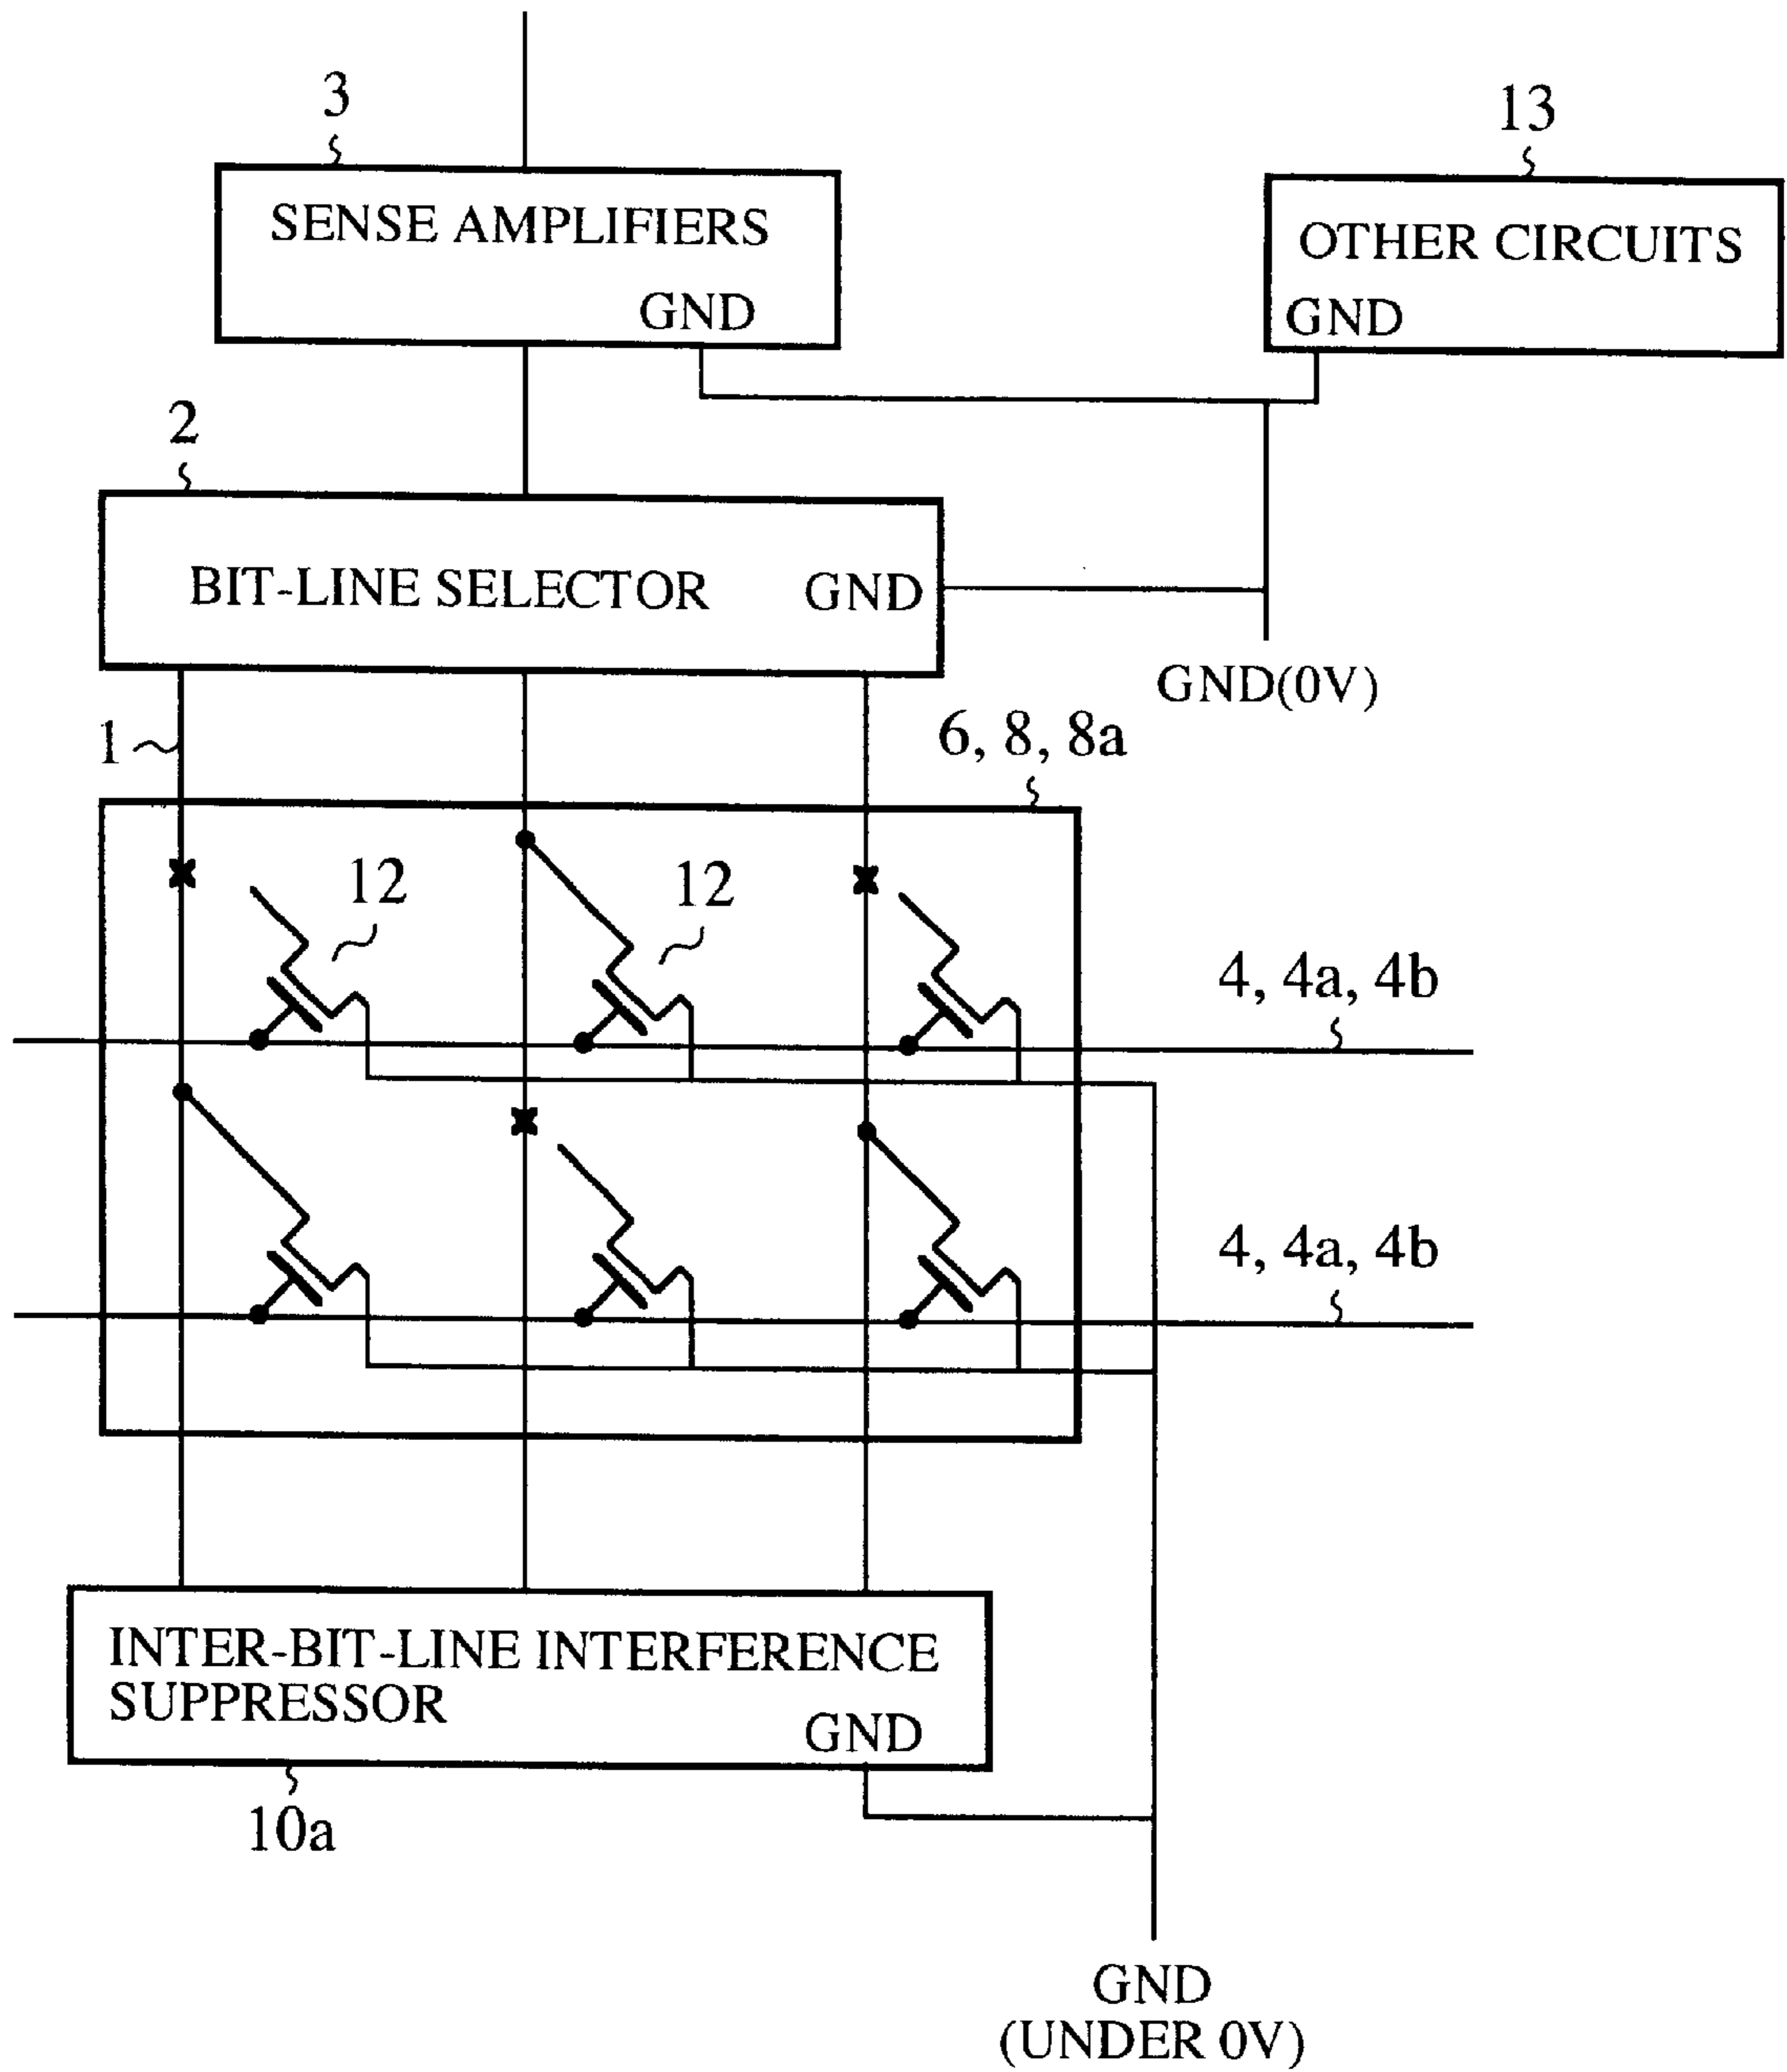 3
13
SENSE AMPLIFIERS
GND
OTHER CIRCUITS
GND
2
BIT-LINE SELECTOR GND
GND(0V)
1
6, 8, 8a
12
12
4, 4a, 4b
4, 4a, 4b
INTER-BIT-LINE INTERFERENCE
SUPPRESSOR
GND
10a
GND
(UNDER 0V)